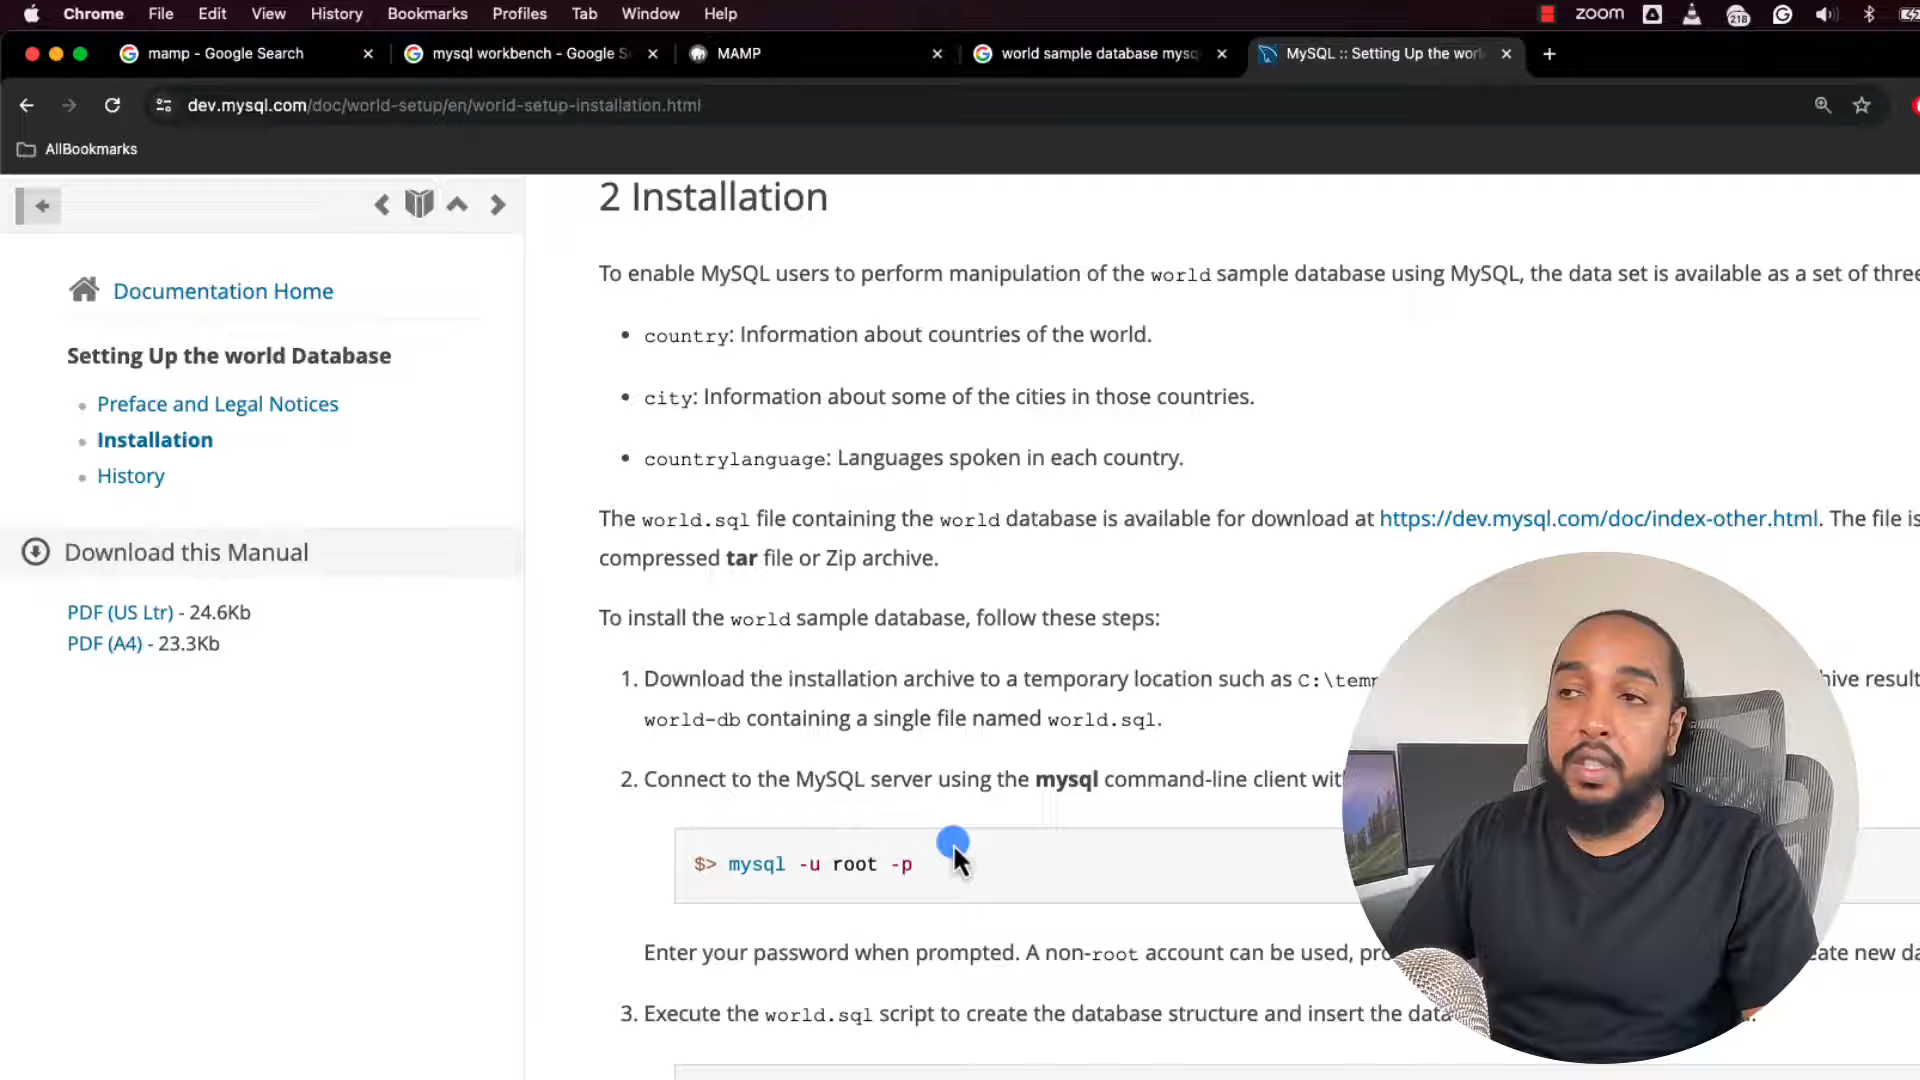 Chrome File Edit View History Bookmarks Profiles Tab Window Help zoom 218
mamp - Google Search mysql workbench - Google S MAMP world sample database mysq MySQL :: Setting Up the worl
dev.mysql.com/doc/world-setup/en/world-setup-installation.html
AllBookmarks
Documentation Home
Setting Up the world Database
Preface and Legal Notices
Installation
History
Download this Manual
PDF (US Ltr) - 24.6Kb
PDF (A4) - 23.3Kb
2 Installation
To enable MySQL users to perform manipulation of the world sample database using MySQL, the data set is available as a set of three
• country: Information about countries of the world.
• city: Information about some of the cities in those countries.
• countrylanguage: Languages spoken in each country.
The world.sql file containing the world database is available for download at https://dev.mysql.com/doc/index-other.html. The file is
compressed tar file or Zip archive.
To install the world sample database, follow these steps:
1. Download the installation archive to a temporary location such as C:\temp hive result
world-db containing a single file named world.sql.
2. Connect to the MySQL server using the mysql command-line client wit
$> mysql -u root -p
Enter your password when prompted. A non-root account can be used, pro eate new da
3. Execute the world.sql script to create the database structure and insert the data